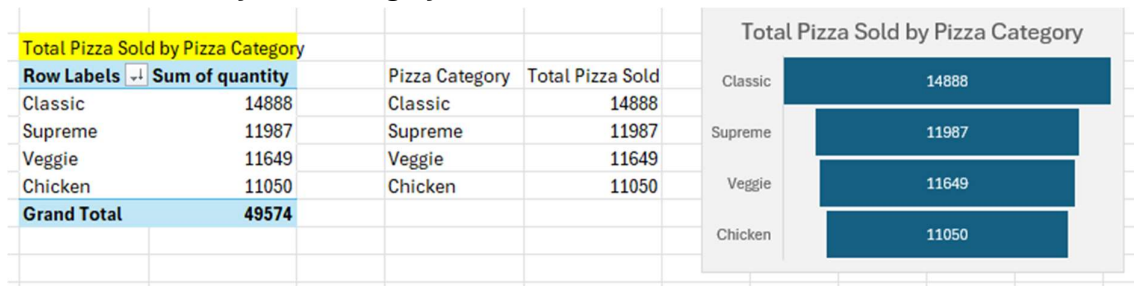 Total Pizza Sold by Pizza Category
Row Labels Sum of quantity
Classic 14888
Supreme 11987
Veggie 11649
Chicken 11050
Grand Total 49574
Pizza Category Total Pizza Sold
Classic 14888
Supreme 11987
Veggie 11649
Chicken 11050
Total Pizza Sold by Pizza Category
Classic 14888
Supreme 11987
Veggie 11649
Chicken 11050